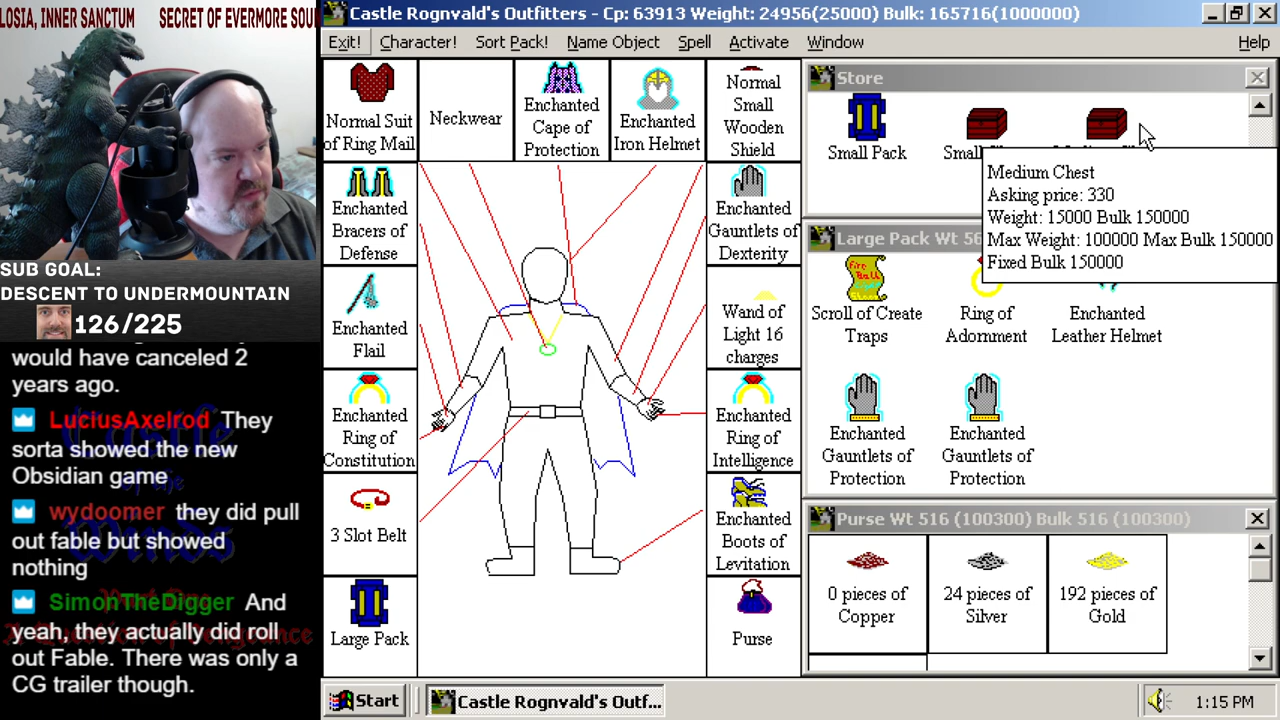 LOSIA, INNER SANCTUM SECRET OF EVERMORE SOU
SUB GOAL:
DESCENT TO UNDERMOUNTAIN
126/225
would have canceled 2
years ago.
LuciusAxelrod They
sorta showed the new
Obsidian game
wydoomer they did pull
out fable but showed
nothing
SimonTheDigger And
yeah, they actually did roll
out Fable. There was only a
CG trailer though.
Castle Rognvald's Outfitters - Cp: 63913 Weight: 24956(25000) Bulk: 165716(1000000)
Exit! Character! Sort Pack! Name Object Spell Activate Window Help
Normal Suit
of Ring Mail
Neckwear
Enchanted
Cape of
Protection
Enchanted
Iron Helmet
Normal
Small
Wooden
Shield
Enchanted
Bracers of
Defense
Enchanted
Gauntlets
of Dexterity
Enchanted
Flail
Wand of
Light 16
charges
Enchanted
Ring of
Constitution
Enchanted
Ring of
Intelligence
3 Slot Belt
Enchanted
Boots of
Levitation
Large Pack
Purse
Store
Small Pack
Small
Medium Chest
Asking price: 330
Weight: 15000 Bulk 150000
Max Weight: 100000 Max Bulk 150000
Fixed Bulk 150000
Large Pack Wt 56
Scroll of Create
Traps
Ring of
Adornment
Enchanted
Leather Helmet
Enchanted
Gauntlets of
Protection
Enchanted
Gauntlets of
Protection
Purse Wt 516 (100300) Bulk 516 (100300)
0 pieces of
Copper
24 pieces of
Silver
192 pieces of
Gold
Start
Castle Rognvald's Outf...
1:15 PM